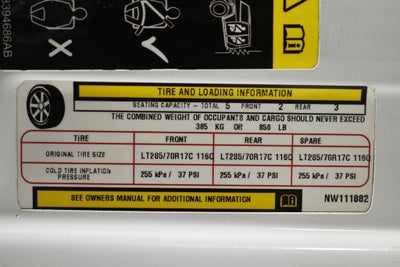 68394686AB
TIRE AND LOADING INFORMATION
SEATING CAPACITY - TOTAL 5 FRONT 2 REAR 3
THE COMBINED WEIGHT OF OCCUPANTS AND CARGO SHOULD NEVER EXCEED
385 KG OR 850 LB
TIRE FRONT REAR SPARE
ORIGINAL TIRE SIZE LT285/70R17C 116Q LT285/70R17C 116Q LT285/70R17C 116Q
COLD TIRE INFLATION PRESSURE 255 kPa / 37 PSI 255 kPa / 37 PSI 255 kPa / 37 PSI
SEE OWNERS MANUAL FOR ADDITIONAL INFORMATION
NW111882